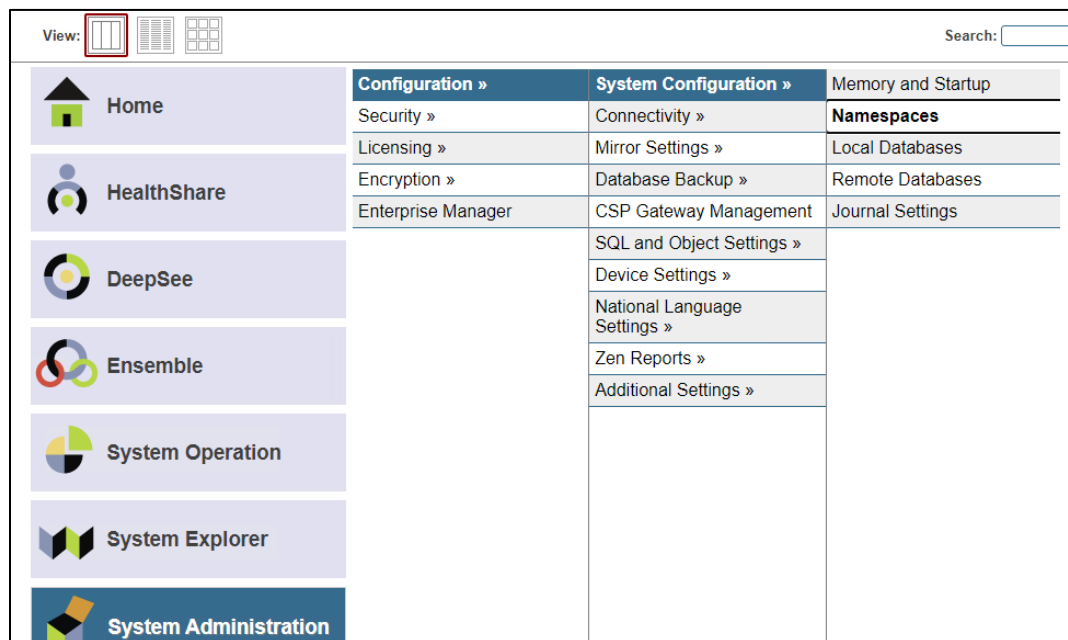 View:
Search:
Home
HealthShare
DeepSee
Ensemble
System Operation
System Explorer
System Administration
Configuration »
Security »
Licensing »
Encryption »
Enterprise Manager
System Configuration »
Connectivity »
Mirror Settings »
Database Backup »
CSP Gateway Management
SQL and Object Settings »
Device Settings »
National Language
Settings »
Zen Reports »
Additional Settings »
Memory and Startup
Namespaces
Local Databases
Remote Databases
Journal Settings